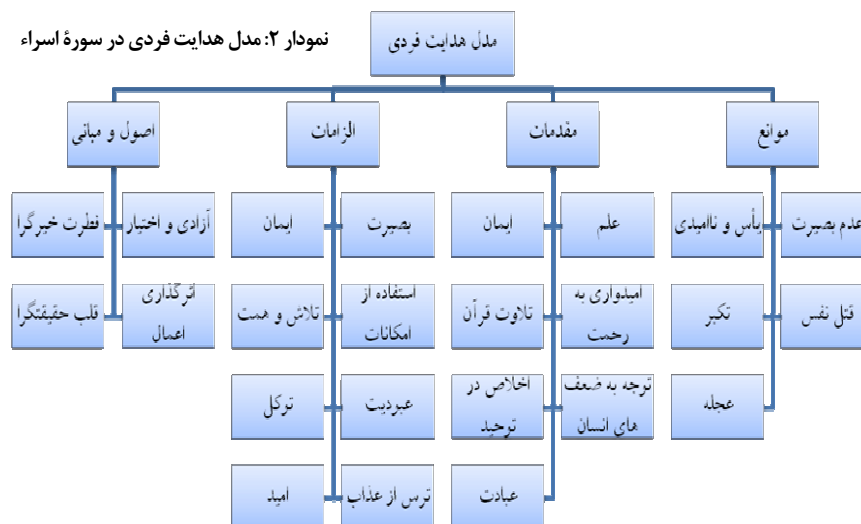 نمودار ۲: مدل هدایت فردی در سورۀ اسراء
مدل هدایت فردی
موانع
مقدمات
الزامات
اصول و مبانی
عدم بصیرت
یأس و ناامیدی
قتل نفس
تکبر
عجله
علم
ایمان
امیدواری به
رحمت
تلاوت قرآن
توجه به ضعف
های انسان
اخلاص در
توحید
عبادت
بصیرت
ایمان
استفاده از
امکانات
تلاش و همت
عبودیت
توکل
ترس از عذاب
امید
آزادی و اختیار
فطرت خیرگرا
اثرگذاری
اعمال
قلب حقیقتگرا